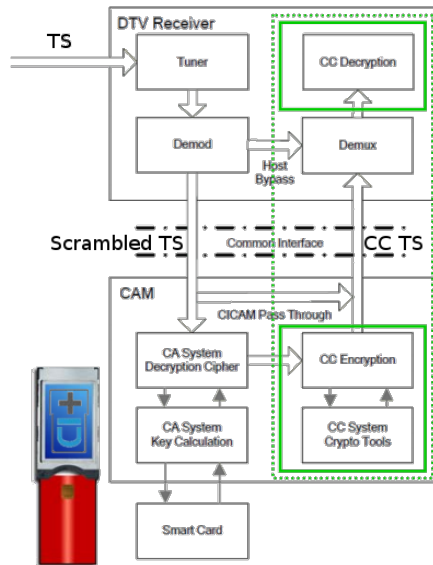 TS
DTV Receiver
Tuner
CC Decryption
Demod
Demux
Host
Bypass
Scrambled TS
Common Interface
CC TS
CAM
CICAM Pass Through
CA System
Decryption Cipher
CC Encryption
CA System
Key Calculation
CC System
Crypto Tools
Smart Card